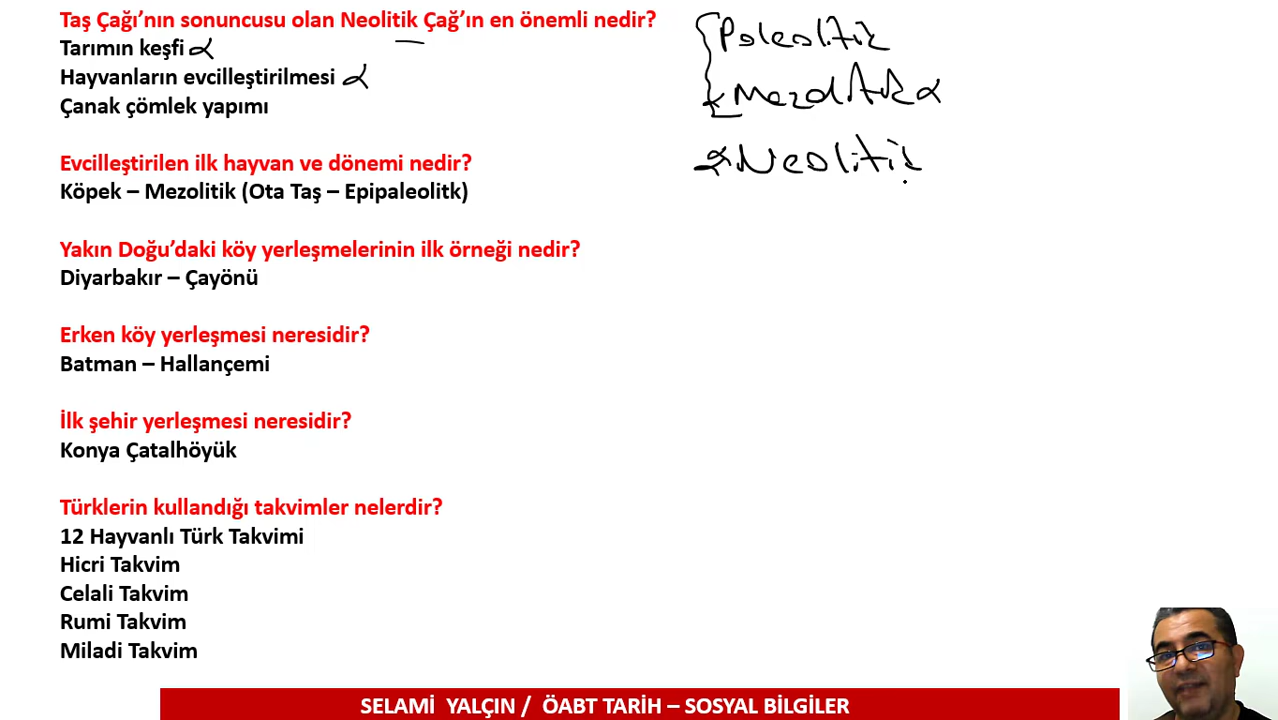 Taş Çağı’nın sonuncusu olan Neolitik Çağ’ın en önemli nedir?
Tarımın keşfi
Hayvanların evcilleştirilmesi
Çanak çömlek yapımı
Evcilleştirilen ilk hayvan ve dönemi nedir?
Köpek – Mezolitik (Ota Taş – Epipaleolitk)
Yakın Doğu’daki köy yerleşmelerinin ilk örneği nedir?
Diyarbakır – Çayönü
Erken köy yerleşmesi neresidir?
Batman – Hallançemi
İlk şehir yerleşmesi neresidir?
Konya Çatalhöyük
Türklerin kullandığı takvimler nelerdir?
12 Hayvanlı Türk Takvimi
Hicri Takvim
Celali Takvim
Rumi Takvim
Miladi Takvim
Paleolitik
Mezolitik
Neolitik
SELAMİ YALÇIN / ÖABT TARİH – SOSYAL BİLGİLER